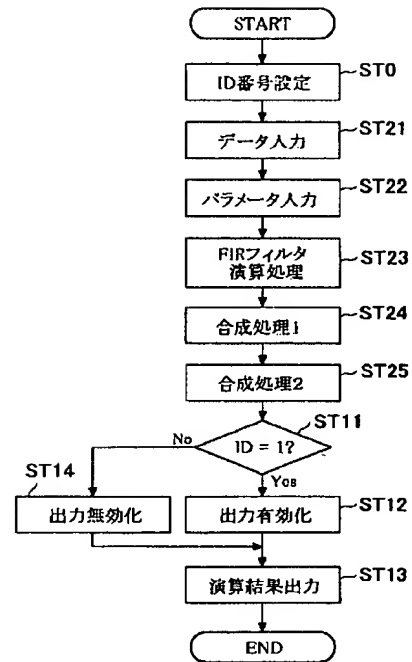 START
ID番号設定
ST0
データ入力
ST21
パラメータ入力
ST22
FIRフィルタ
演算処理
ST23
合成処理1
ST24
合成処理2
ST25
ID = 1?
ST11
No
Yes
ST14
出力無効化
出力有効化
ST12
演算結果出力
ST13
END